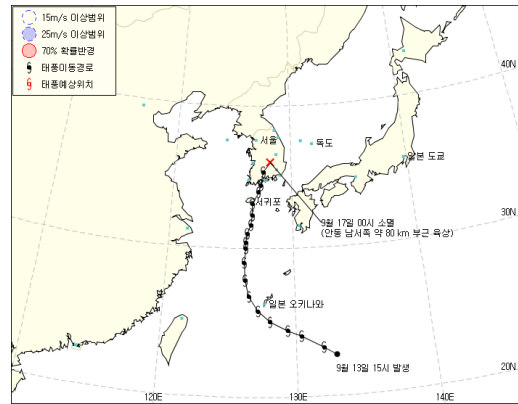 15m/s 이상범위
25m/s 이상범위
70% 확률반경
태풍이동경로
태풍예상위치
40N
서울
독도
일본 도쿄
서귀포
30N
9월 17일 00시 소멸
(안동 남서쪽 약 80 km 부근 육상)
일본 오키나와
9월 13일 15시 발생
20N
120E
130E
140E